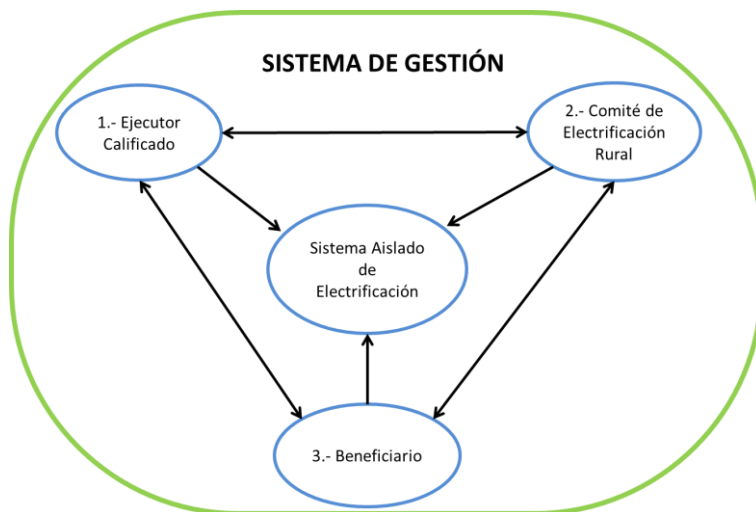 SISTEMA DE GESTIÓN
1.- Ejecutor
Calificado
2.- Comité de
Electrificación
Rural
Sistema Aislado
de
Electrificación
3.- Beneficiario